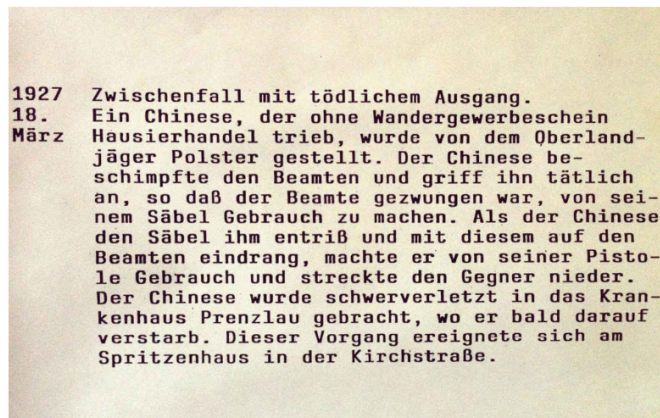 1927 Zwischenfall mit tödlichem Ausgang.
18. Ein Chinese, der ohne Wandergewerbeschein
März Hausierhandel trieb, wurde von dem Oberland-
jäger Polster gestellt. Der Chinese be-
schimpfte den Beamten und griff ihn tätlich
an, so daß der Beamte gezwungen war, von sei-
nem Säbel Gebrauch zu machen. Als der Chinese
den Säbel ihm entriß und mit diesem auf den
Beamten eindrang, machte er von seiner Pisto-
le Gebrauch und streckte den Gegner nieder.
Der Chinese wurde schwerverletzt in das Kran-
kenhaus Prenzlau gebracht, wo er bald darauf
verstarb. Dieser Vorgang ereignete sich am
Spritzenhaus in der Kirchstraße.